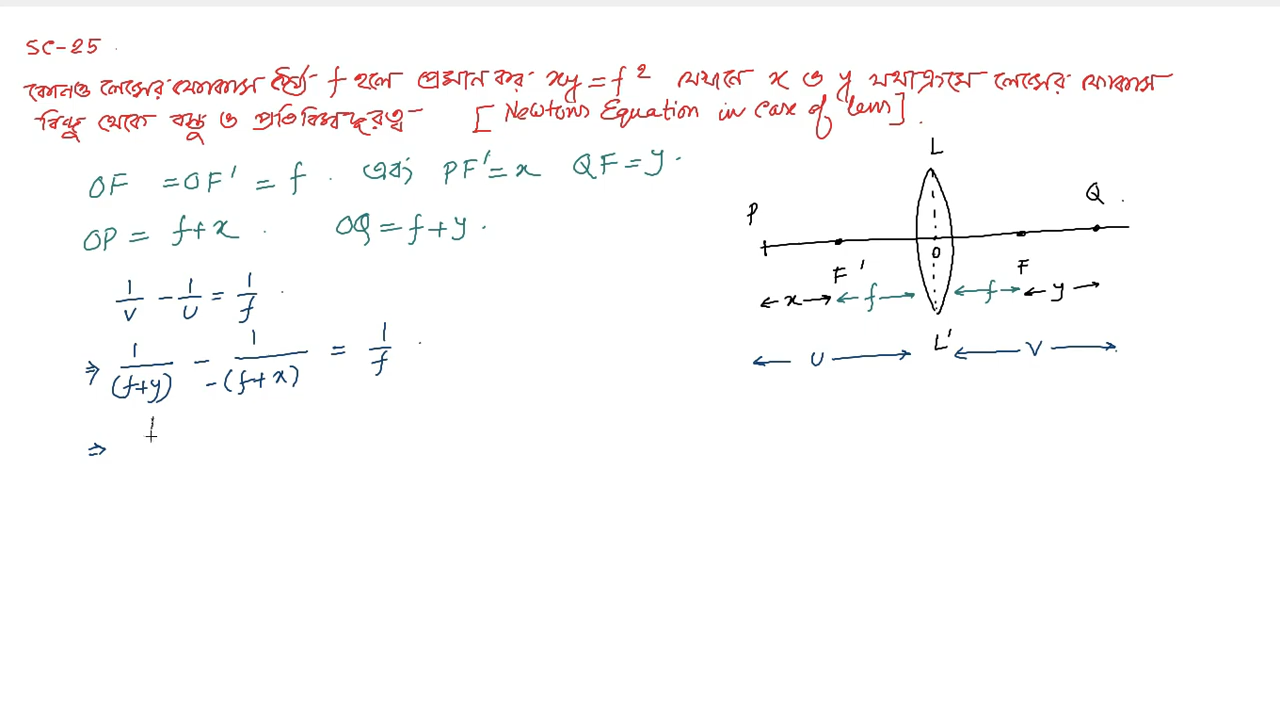 SC-25
কোনও লেন্সের ফোকাস দৈর্ঘ্য f হলে প্রমান কর xy = f² যেখানে x ও y যথাক্রমে লেন্সের ফোকাস
বিন্দু থেকে বস্তু ও প্রতিবিম্ব দূরত্ব [Newtons Equation in case of lens].
OF = OF' = f . এবং PF' = x QF = y.
OP = f+x . OQ = f+y.
1/v - 1/u = 1/f .
⇒ 1/(f+y) - 1/-(f+x) = 1/f .
⇒
L
P
Q
O
F'
F
x
f
f
y
L'
U
V